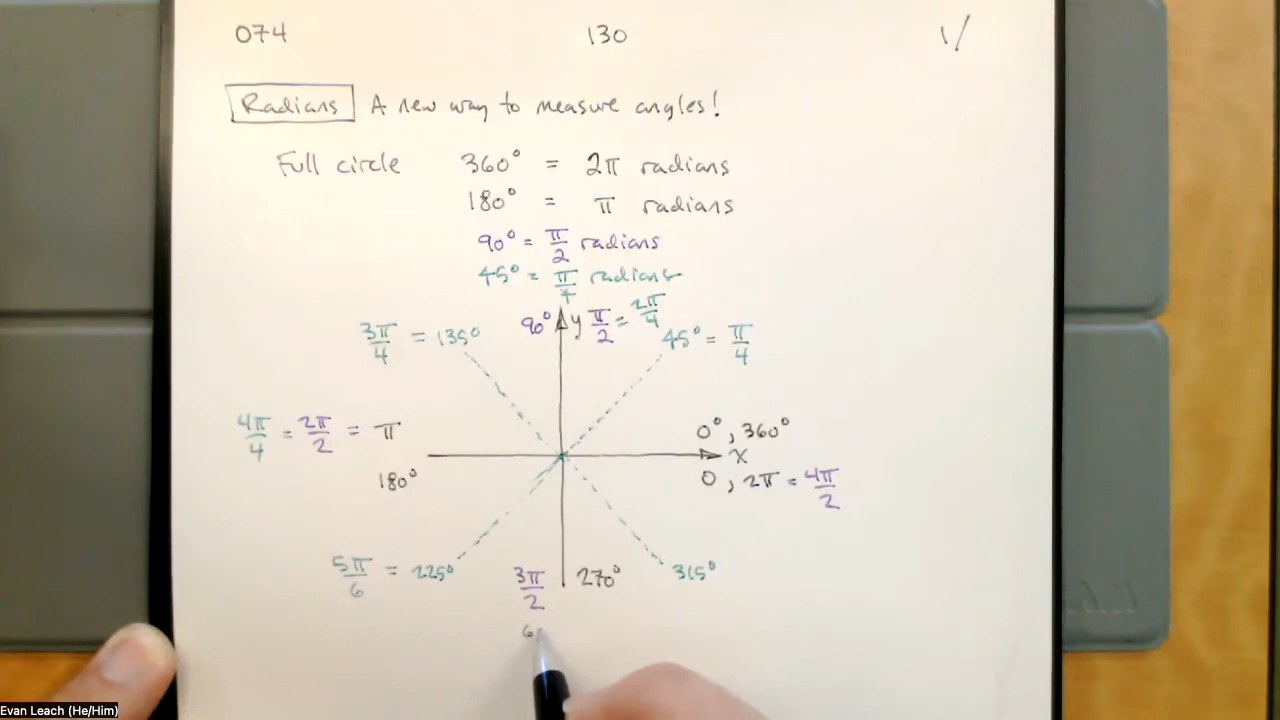 074 130 1/
Radians A new way to measure angles!
Full circle 360° = 2π radians
180° = π radians
90° = π/2 radians
45° = π/4 radians
3π/4 = 135° 90° y π/2 = 2π/4 45° = π/4
4π/4 = 2π/2 = π 0°, 360°
x
180° 0, 2π = 4π/2
5π/6 = 225° 3π/2 270° 315°
6
Evan Leach (He/Him)